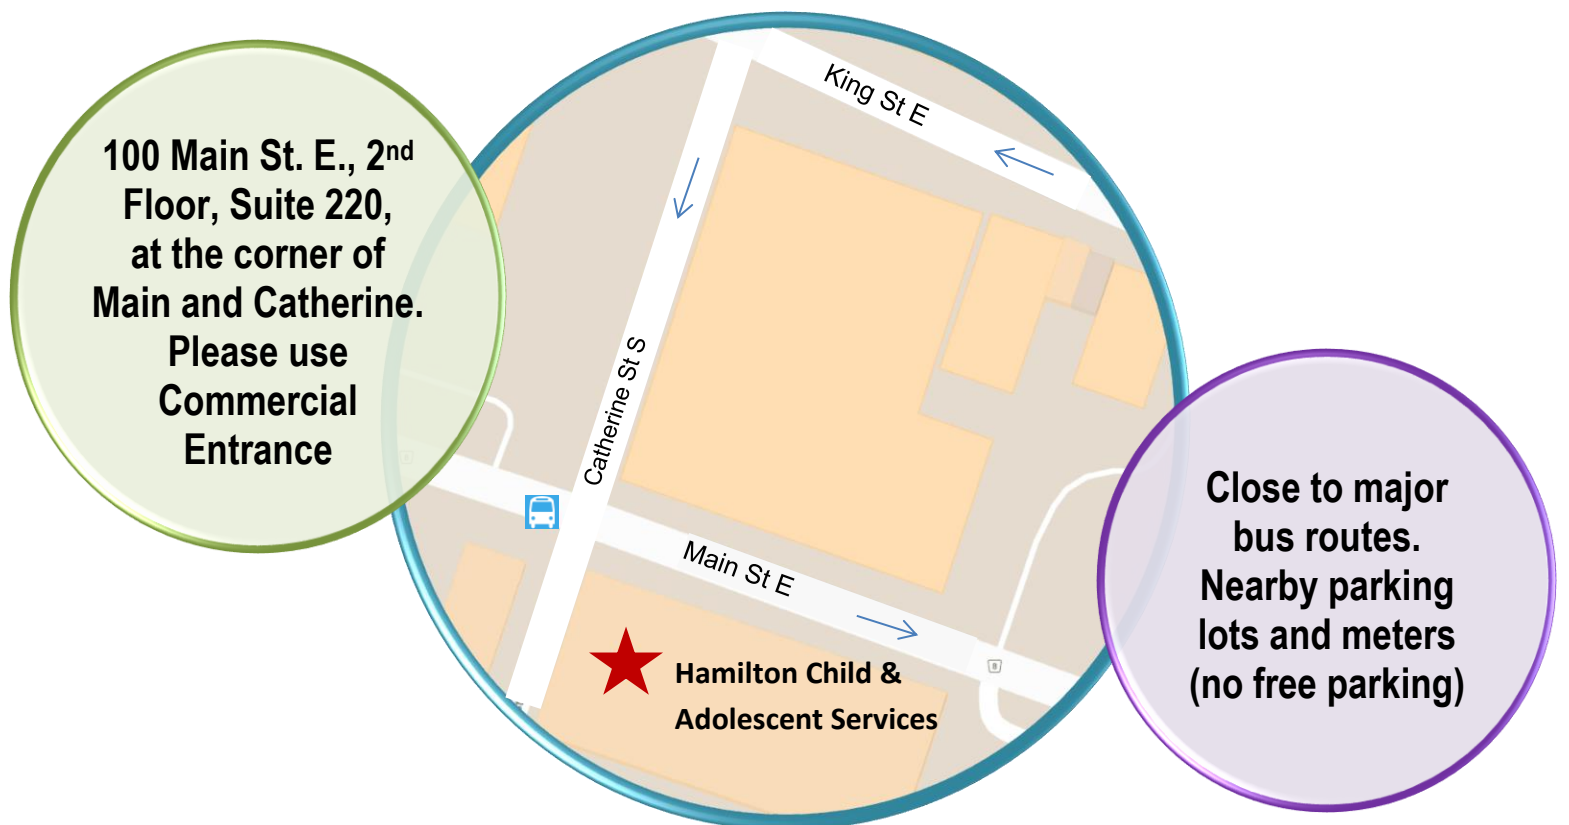 100 Main St. E., 2nd
Floor, Suite 220,
at the corner of
Main and Catherine.
Please use
Commercial
Entrance
King St E
Catherine St S
Main St E
Hamilton Child &
Adolescent Services
8
Close to major
bus routes.
Nearby parking
lots and meters
(no free parking)